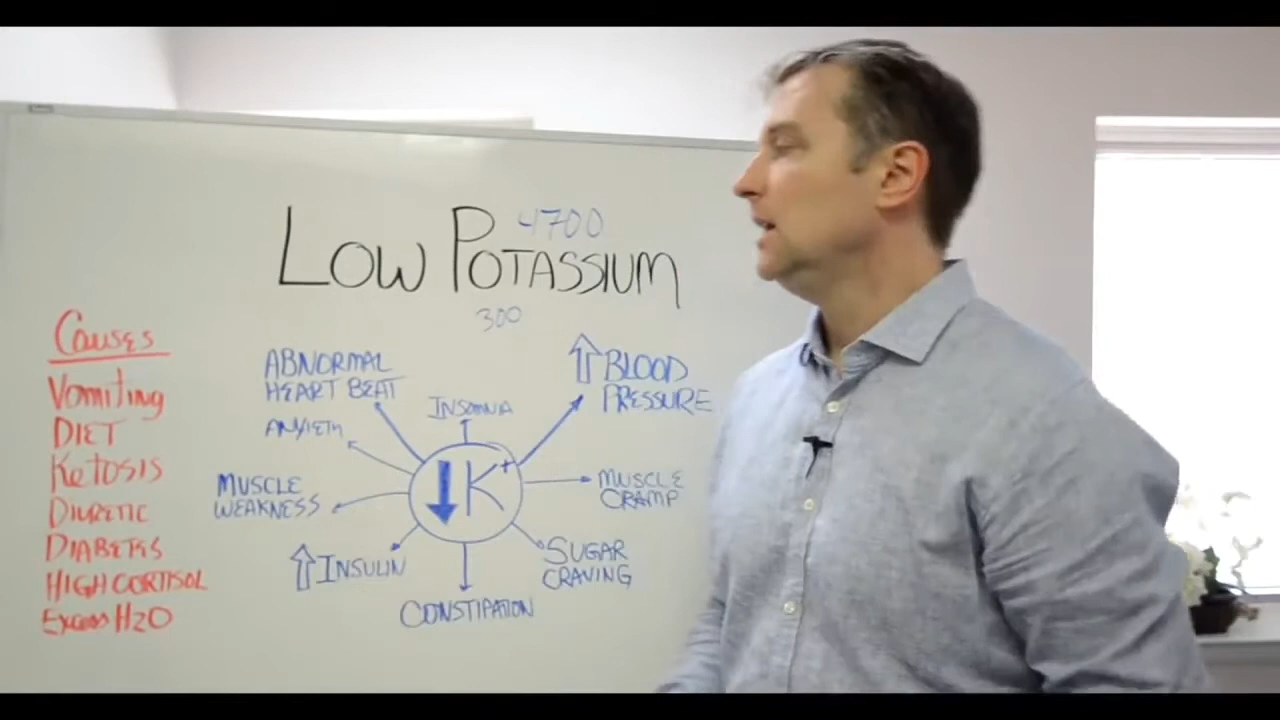 4700
LOW POTASSIUM
300
Causes
Vomiting
DIET
KETOSIS
DIURETIC
DIABETES
HIGH CORTISOL
Excess H2O
ABNORMAL
HEART BEAT
ANXIETY
MUSCLE
WEAKNESS
INSULIN
CONSTIPATION
INSOMNIA
K+
BLOOD
PRESSURE
MUSCLE
CRAMP
SUGAR
CRAVING